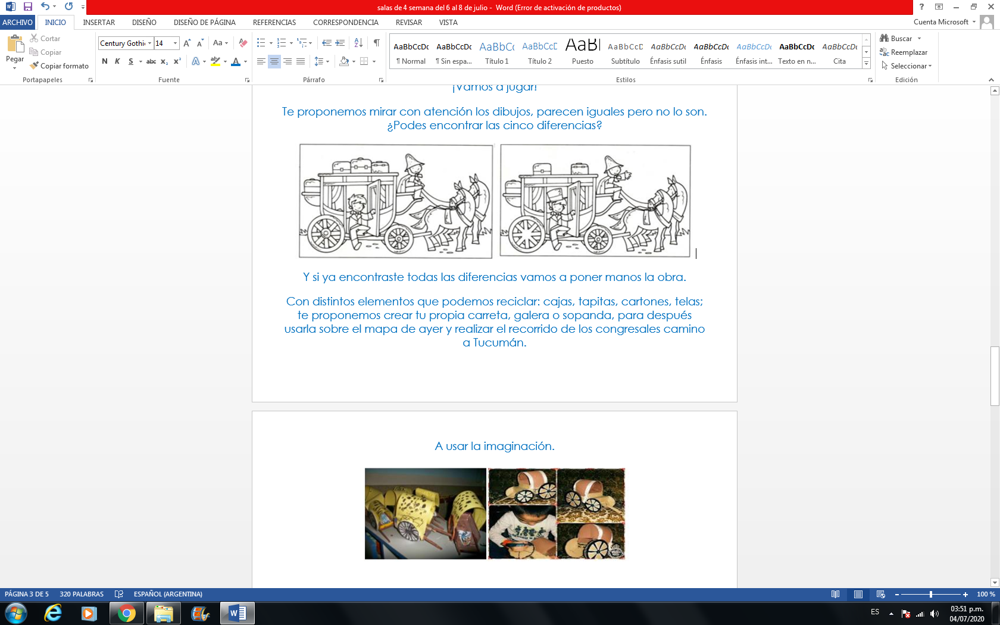 salas de 4 semana del 6 al 8 de julio - Word (Error de activación de productos)
ARCHIVO INICIO INSERTAR DISEÑO DISEÑO DE PÁGINA REFERENCIAS CORRESPONDENCIA REVISAR VISTA Cuenta Microsoft
Pegar
Cortar
Copiar
Copiar formato
Portapapeles
Century Gothi 14
N K S abc x₂ x²
Fuente
Párrafo
AaBbCcDc AaBbCcDc AaBbCc AaBbCcD AaBl AaBbCcD AaBbCcDc AaBbCcDc AaBbCcDc AaBbCcDc AaBbCcDc
¶ Normal ¶ Sin espa... Título 1 Título 2 Puesto Subtítulo Énfasis sutil Énfasis Énfasis int... Texto en n... Cita
Estilos
Buscar
Reemplazar
Seleccionar
Edición
¡Vamos a jugar!
Te proponemos mirar con atención los dibujos, parecen iguales pero no lo son.
¿Podes encontrar las cinco diferencias?
Y si ya encontraste todas las diferencias vamos a poner manos la obra.
Con distintos elementos que podemos reciclar: cajas, tapitas, cartones, telas;
te proponemos crear tu propia carreta, galera o sopanda, para después
usarla sobre el mapa de ayer y realizar el recorrido de los congresales camino
a Tucumán.
A usar la imaginación.
PÁGINA 3 DE 5 320 PALABRAS ESPAÑOL (ARGENTINA) 100 %
ES
03:51 p.m.
04/07/2020